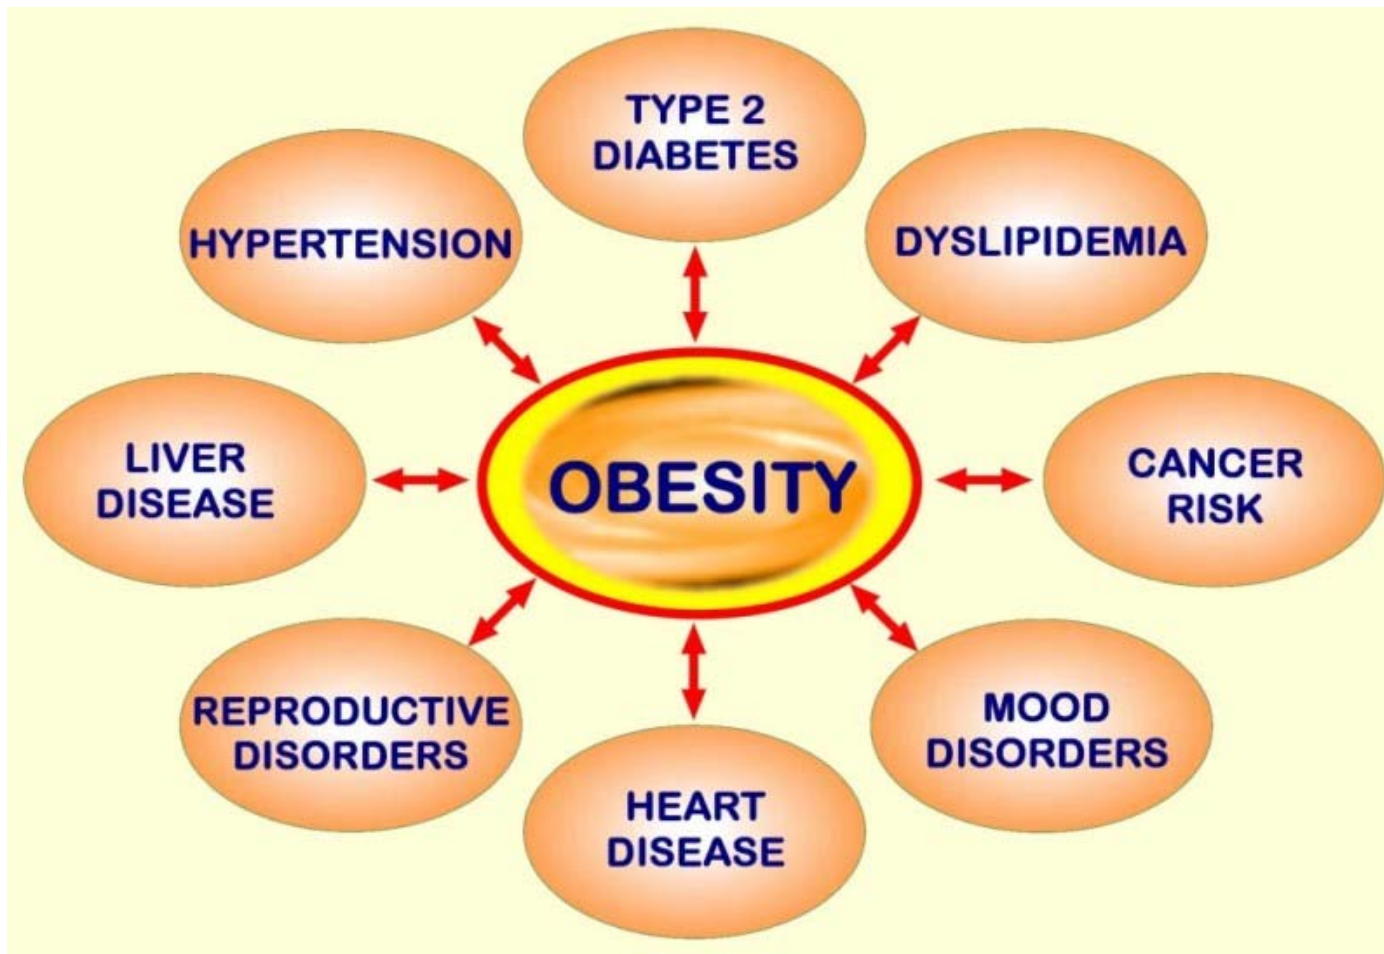 TYPE 2
DIABETES
HYPERTENSION
DYSLIPIDEMIA
LIVER
DISEASE
OBESITY
CANCER
RISK
REPRODUCTIVE
DISORDERS
MOOD
DISORDERS
HEART
DISEASE